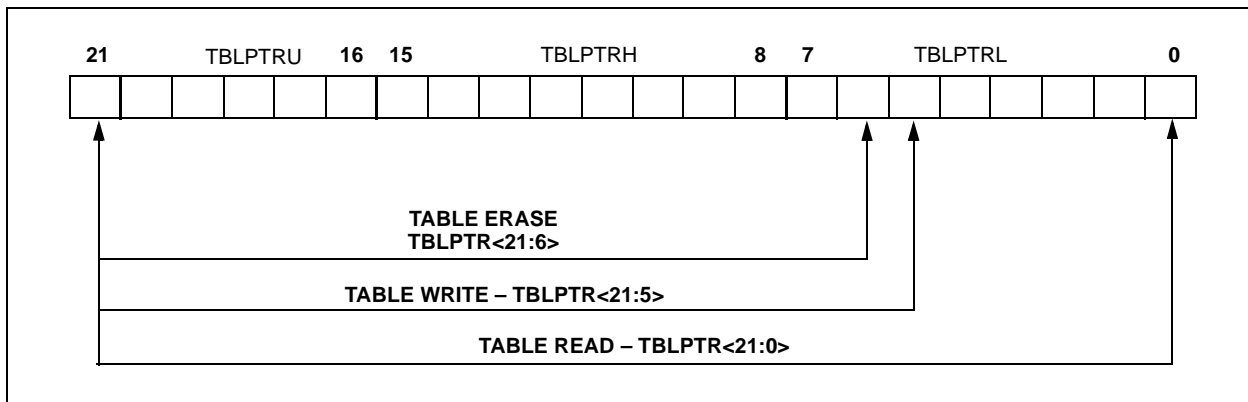 21 TBLPTRU 16 15 TBLPTRH 8 7 TBLPTRL 0
TABLE ERASE
TBLPTR<21:6>
TABLE WRITE – TBLPTR<21:5>
TABLE READ – TBLPTR<21:0>